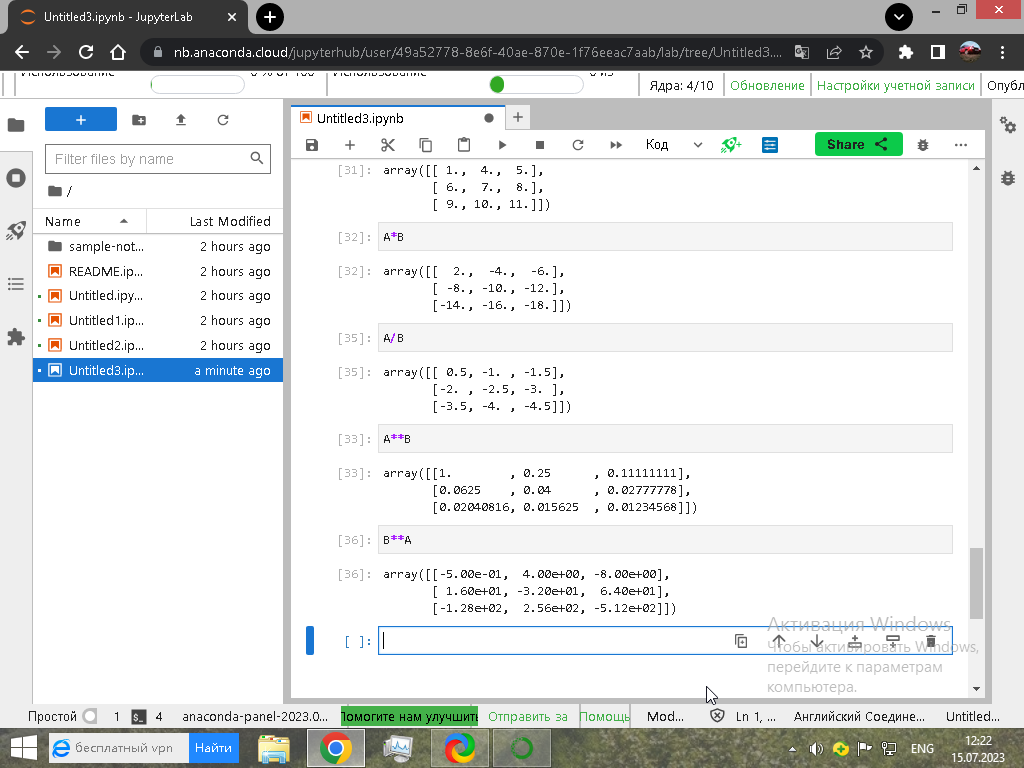 Untitled3.ipynb - JupyterLab
nb.anaconda.cloud/jupyterhub/user/49a52778-8e6f-40ae-870e-1f76eeac7aab/lab/tree/Untitled3....
Использование 0 % от 100 Использование 0 из
Ядра: 4/10 Обновление Настройки учетной записи Опубл
Filter files by name
/
Name Last Modified
sample-not... 2 hours ago
README.ip... 2 hours ago
Untitled.ipy... 2 hours ago
Untitled1.ip... 2 hours ago
Untitled2.ip... 2 hours ago
Untitled3.ip... a minute ago
Untitled3.ipynb
Код Share
[31]: array([[ 1., 4., 5.],
[ 6., 7., 8.],
[ 9., 10., 11.]])
[32]: A*B
[32]: array([[ 2., -4., -6.],
[ -8., -10., -12.],
[-14., -16., -18.]])
[35]: A/B
[35]: array([[ 0.5, -1. , -1.5],
[-2. , -2.5, -3. ],
[-3.5, -4. , -4.5]])
[33]: A**B
[33]: array([[1. , 0.25 , 0.11111111],
[0.0625 , 0.04 , 0.02777778],
[0.02040816, 0.015625 , 0.01234568]])
[36]: B**A
[36]: array([[-5.00e-01, 4.00e+00, -8.00e+00],
[ 1.60e+01, -3.20e+01, 6.40e+01],
[-1.28e+02, 2.56e+02, -5.12e+02]])
[ ]:
Активация Windows
Чтобы активировать Windows,
перейдите к параметрам
компьютера.
Простой 1 4 anaconda-panel-2023.0... Помогите нам улучшить Отправить за Помощь Mod... Ln 1, ... Английский Соедине... Untitled...
бесплатный vpn Найти
ENG
12:22
15.07.2023